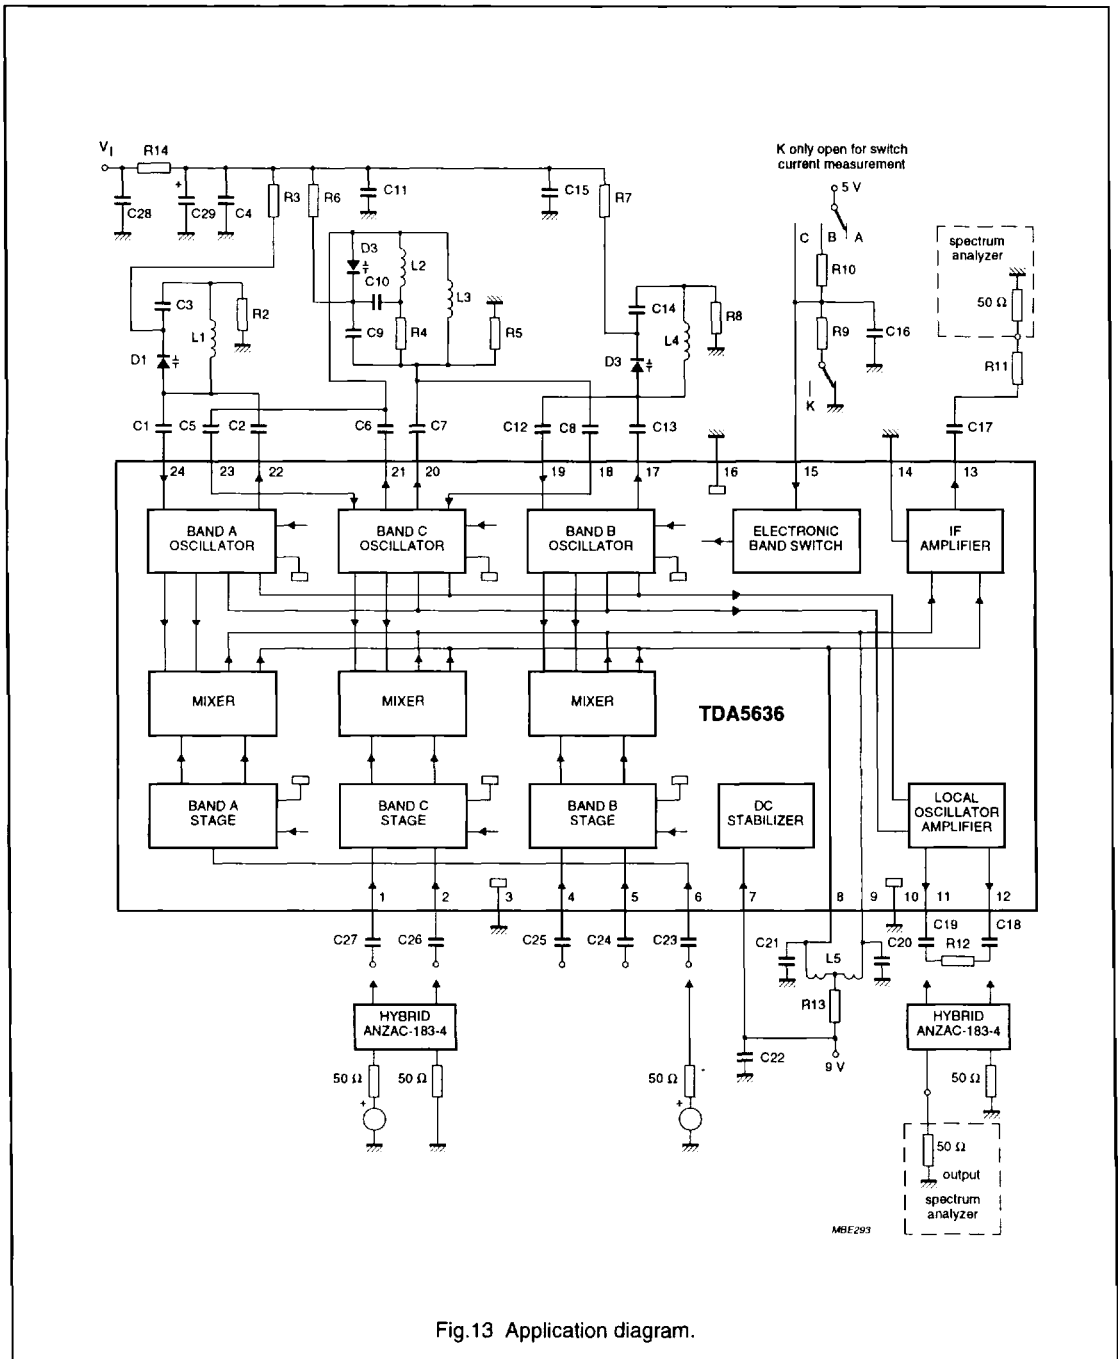 K only open for switch
current measurement
VI
R14
5 V
C28
C29
C4
R3
R6
C11
C15
R7
C
B
A
spectrum
analyzer
50 Ω
D3
L2
C10
L3
R10
C3
L1
R2
C9
R4
R5
C14
L4
R8
R9
C16
R11
D1
D3
K
C1
C5
C2
C6
C7
C12
C8
C13
C17
24
23
22
21
20
19
18
17
16
15
14
13
BAND A
OSCILLATOR
BAND C
OSCILLATOR
BAND B
OSCILLATOR
ELECTRONIC
BAND SWITCH
IF
AMPLIFIER
MIXER
MIXER
MIXER
TDA5636
BAND A
STAGE
BAND C
STAGE
BAND B
STAGE
DC
STABILIZER
LOCAL
OSCILLATOR
AMPLIFIER
1
2
3
4
5
6
7
8
9
10
11
12
C27
C26
C25
C24
C23
C21
L5
C20
C19
R12
C18
R13
HYBRID
ANZAC-183-4
HYBRID
ANZAC-183-4
C22
9 V
50 Ω
50 Ω
50 Ω
50 Ω
+
+
+
50 Ω
output
spectrum
analyzer
MBE293
Fig.13 Application diagram.